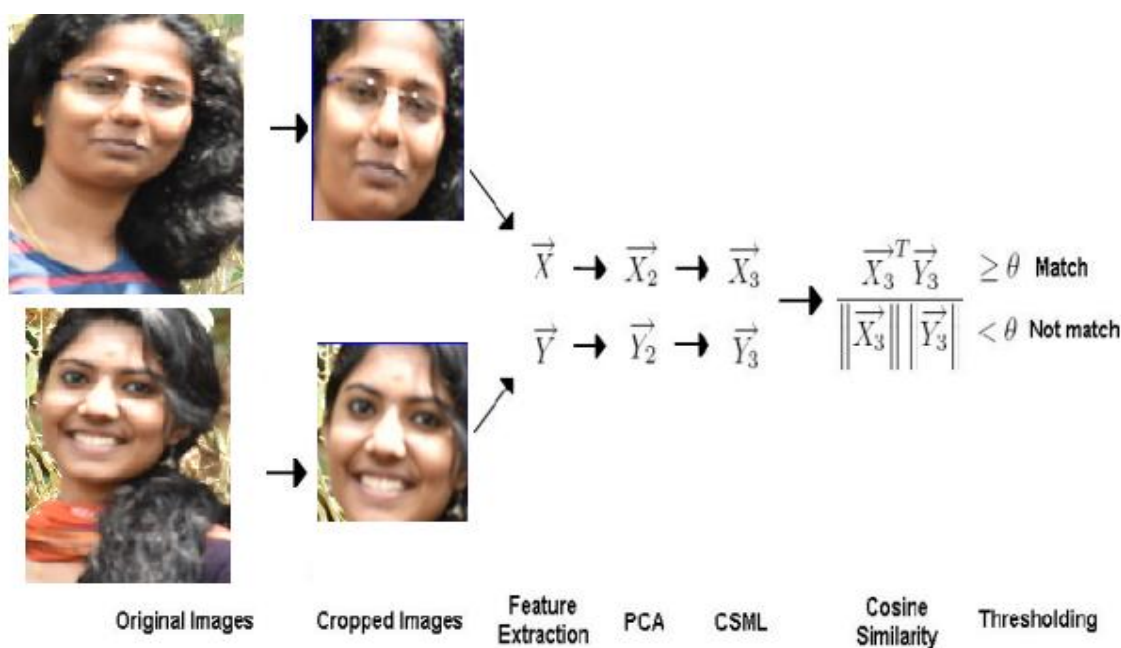 X → X₂ → X₃ → X₃ᵀ Y₃ ≥ θ Match
Y → Y₂ → Y₃ ‖X₃‖ ‖Y₃‖ < θ Not match
Original Images
Cropped Images
Feature
Extraction
PCA
CSML
Cosine
Similarity
Thresholding